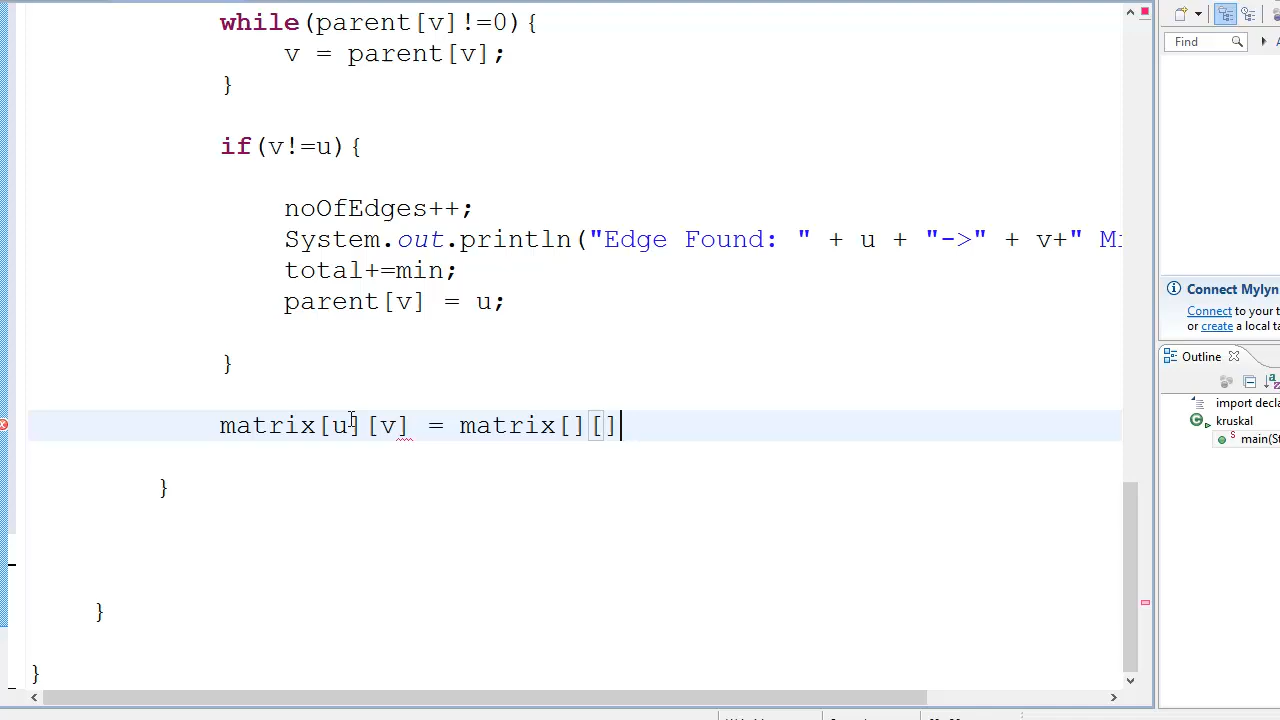 while(parent[v]!=0){
v = parent[v];
}
if(v!=u){
noOfEdges++;
System.out.println("Edge Found: " + u + "->" + v+" Mi
total+=min;
parent[v] = u;
}
matrix[u][v] = matrix[][]
}
}
}
Find
Connect Mylyn
Connect to your t
or create a local ta
Outline
import decla
kruskal
main(St